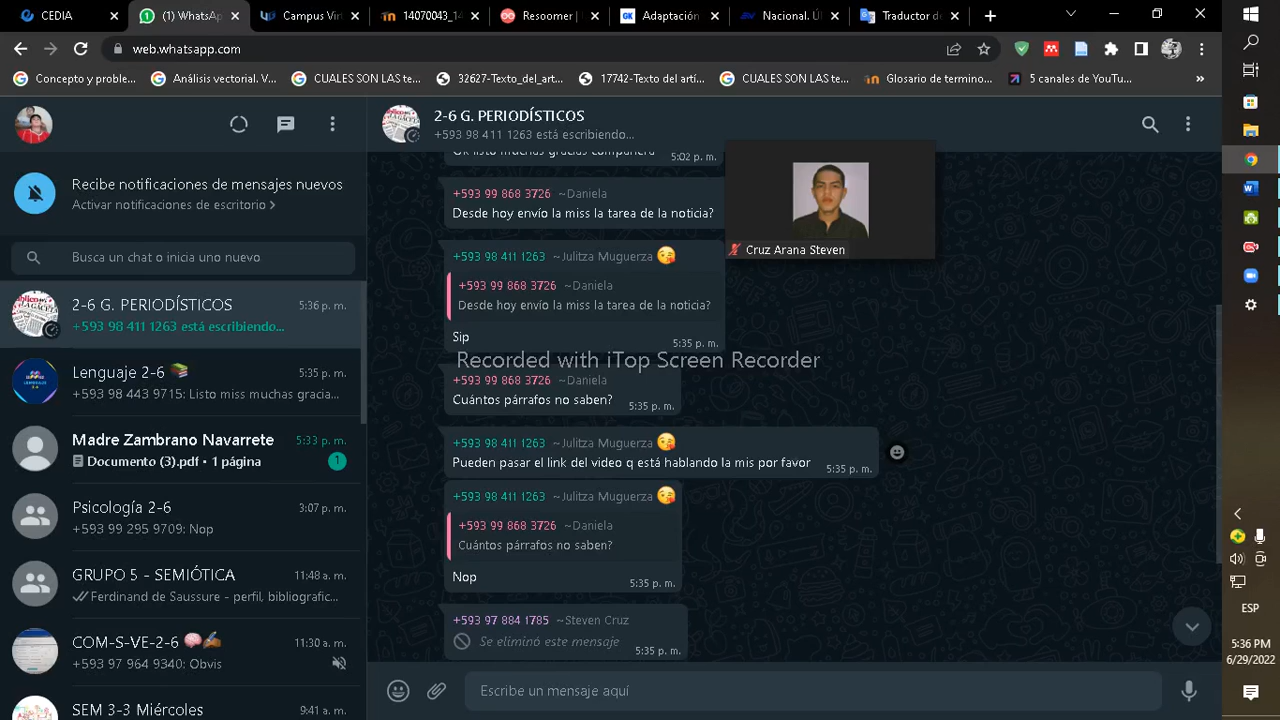 CEDIA
(1) WhatsA
Campus Vir
14070043_14
Resoomer |
Adaptación
Nacional. Úl
Traductor de
web.whatsapp.com
Concepto y proble...
Análisis vectorial. V...
CUALES SON LAS te...
32627-Texto_del_ar...
17742-Texto del artí...
CUALES SON LAS te...
Glosario de termino...
5 canales de YouTu...
Recibe notificaciones de mensajes nuevos
Activar notificaciones de escritorio
Busca un chat o inicia uno nuevo
2-6 G. PERIODÍSTICOS
5:36 p. m.
+593 98 411 1263 está escribiendo...
Lenguaje 2-6
5:35 p. m.
+593 98 443 9715: Listo miss muchas gracia...
Madre Zambrano Navarrete
5:33 p. m.
Documento (3).pdf • 1 página
1
Psicología 2-6
3:07 p. m.
+593 99 295 9709: Nop
GRUPO 5 - SEMIÓTICA
11:48 a. m.
Ferdinand de Saussure - perfil, bibliografic...
COM-S-VE-2-6
11:30 a. m.
+593 97 964 9340: Obvis
SEM 3-3 Miércoles
9:41 a. m.
2-6 G. PERIODÍSTICOS
+593 98 411 1263 está escribiendo...
Ok listo muchas gracias compañera
5:02 p. m.
+593 99 868 3726 ~Daniela
Desde hoy envío la miss la tarea de la noticia?
Cruz Arana Steven
+593 98 411 1263 ~Julitza Muguerza 😘
+593 99 868 3726 ~Daniela
Desde hoy envío la miss la tarea de la noticia?
Sip
5:35 p. m.
Recorded with iTop Screen Recorder
+593 99 868 3726 ~Daniela
Cuántos párrafos no saben?
5:35 p. m.
+593 98 411 1263 ~Julitza Muguerza 😘
Pueden pasar el link del video q está hablando la mis por favor
5:35 p. m.
+593 98 411 1263 ~Julitza Muguerza 😘
+593 99 868 3726 ~Daniela
Cuántos párrafos no saben?
Nop
5:35 p. m.
+593 97 884 1785 ~Steven Cruz
Se eliminó este mensaje
5:35 p. m.
Escribe un mensaje aquí
ESP
5:36 PM
6/29/2022